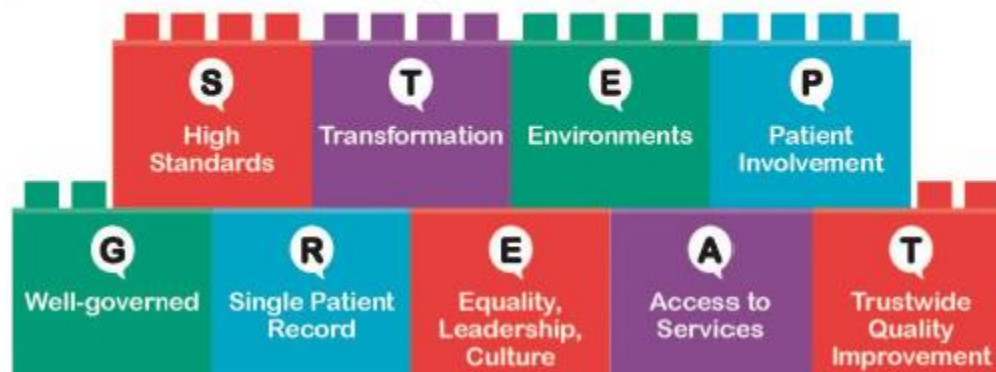 S
T
E
P
High
Standards
Transformation
Environments
Patient
Involvement
G
R
E
A
T
Well-governed
Single Patient
Record
Equality,
Leadership,
Culture
Access to
Services
Trustwide
Quality
Improvement